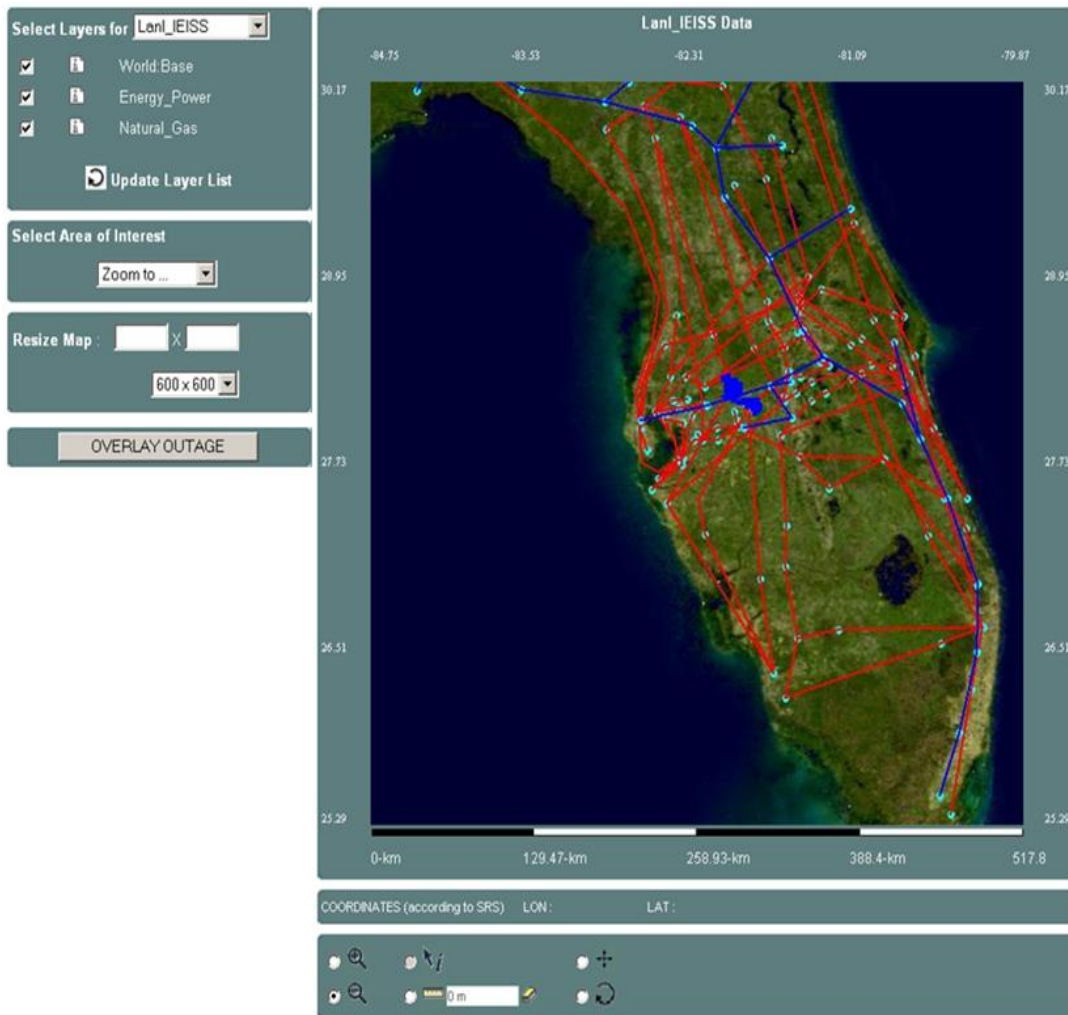 Select Layers for Lanl_IEISS
World:Base
Energy_Power
Natural_Gas
Update Layer List
Select Area of Interest
Zoom to ...
Resize Map : X
600 x 600
OVERLAY OUTAGE
Lanl_IEISS Data
-84.75 -83.53 -82.31 -81.09 -79.87
30.17 30.17
28.95 28.95
27.73 27.73
26.51 26.51
25.29 25.29
0-km 129.47-km 258.93-km 388.4-km 517.8
COORDINATES (according to SRS) LON : LAT :
0 m